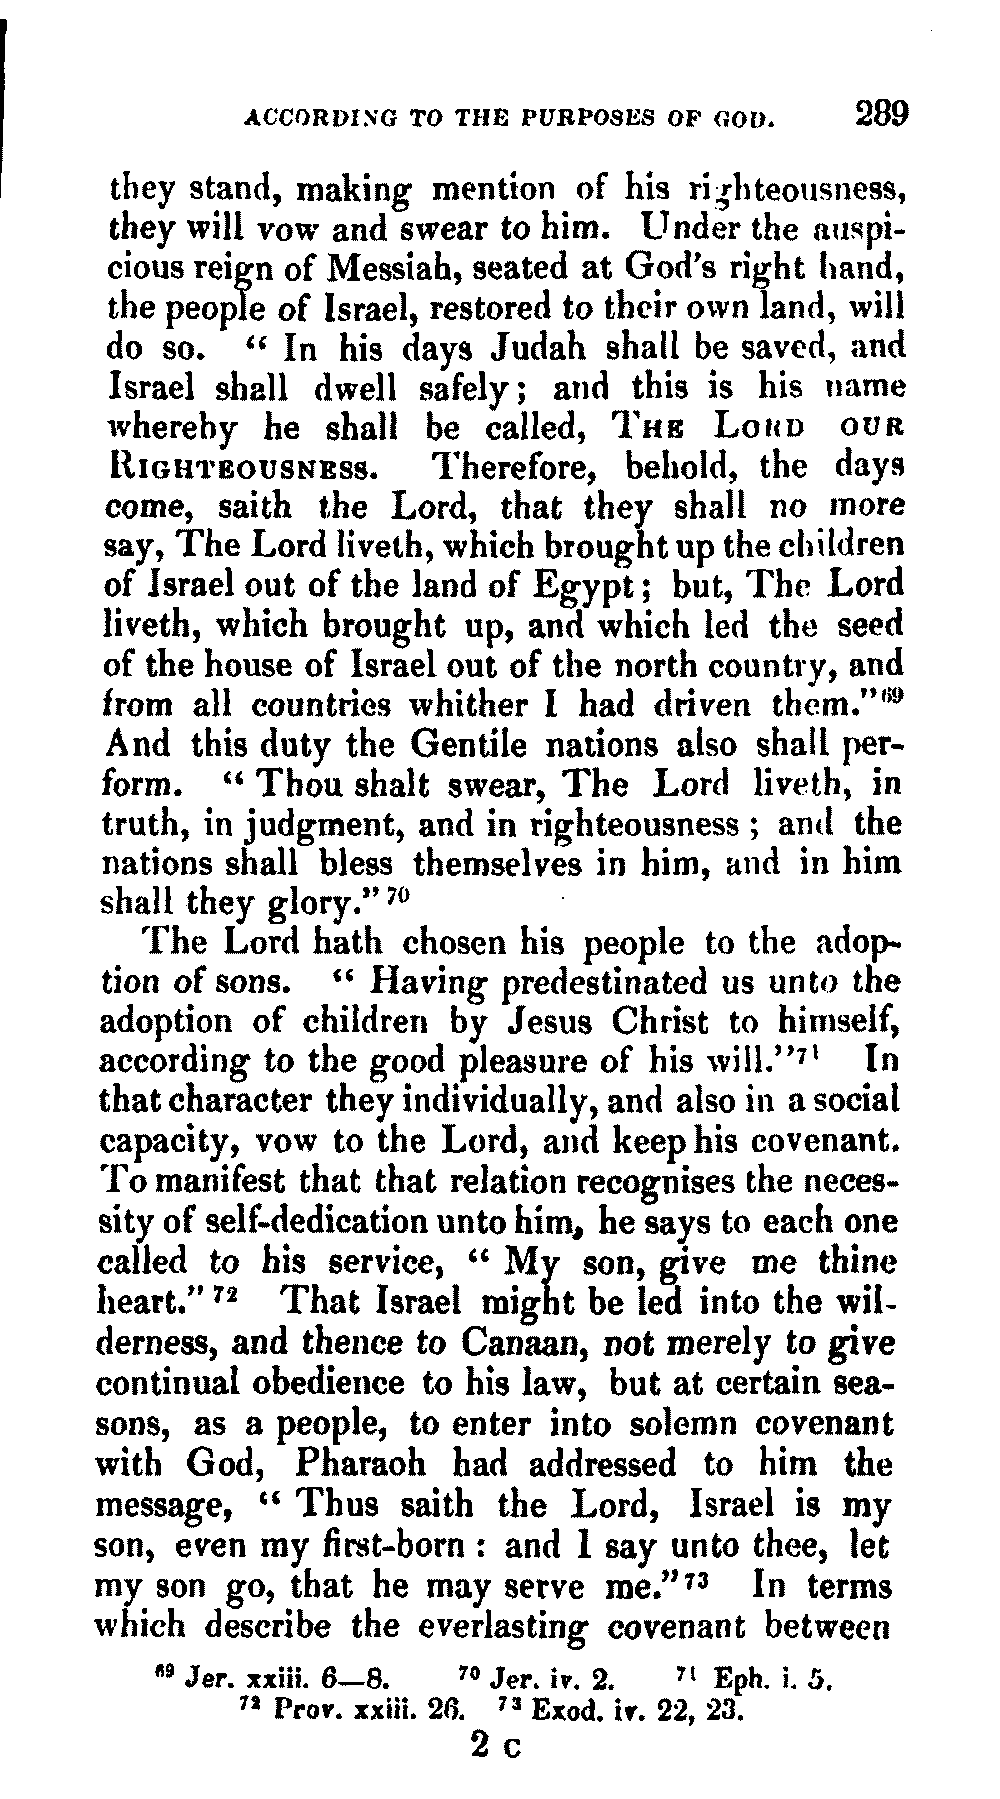 ACCORDING TO THE PURPOSES OF GOD. 289
they stand, making mention of his righteousness,
they will vow and swear to him. Under the auspi-
cious reign of Messiah, seated at God's right hand,
the people of Israel, restored to their own land, will
do so. “ In his days Judah shall be saved, and
Israel shall dwell safely; and this is his name
whereby he shall be called, THE LORD OUR
RIGHTEOUSNESS. Therefore, behold, the days
come, saith the Lord, that they shall no more
say, The Lord liveth, which brought up the children
of Israel out of the land of Egypt; but, The Lord
liveth, which brought up, and which led the seed
of the house of Israel out of the north country, and
from all countries whither I had driven them.”69
And this duty the Gentile nations also shall per-
form. “ Thou shalt swear, The Lord liveth, in
truth, in judgment, and in righteousness ; and the
nations shall bless themselves in him, and in him
shall they glory.” 70
The Lord hath chosen his people to the adop-
tion of sons. “ Having predestinated us unto the
adoption of children by Jesus Christ to himself,
according to the good pleasure of his will.”71 In
that character they individually, and also in a social
capacity, vow to the Lord, and keep his covenant.
To manifest that that relation recognises the neces-
sity of self-dedication unto him, he says to each one
called to his service, “ My son, give me thine
heart.” 72 That Israel might be led into the wil-
derness, and thence to Canaan, not merely to give
continual obedience to his law, but at certain sea-
sons, as a people, to enter into solemn covenant
with God, Pharaoh had addressed to him the
message, “ Thus saith the Lord, Israel is my
son, even my first-born : and I say unto thee, let
my son go, that he may serve me.”73 In terms
which describe the everlasting covenant between
69 Jer. xxiii. 6—8. 70 Jer. iv. 2. 71 Eph. i. 5.
72 Prov. xxiii. 26. 73 Exod. iv. 22, 23.
2 C